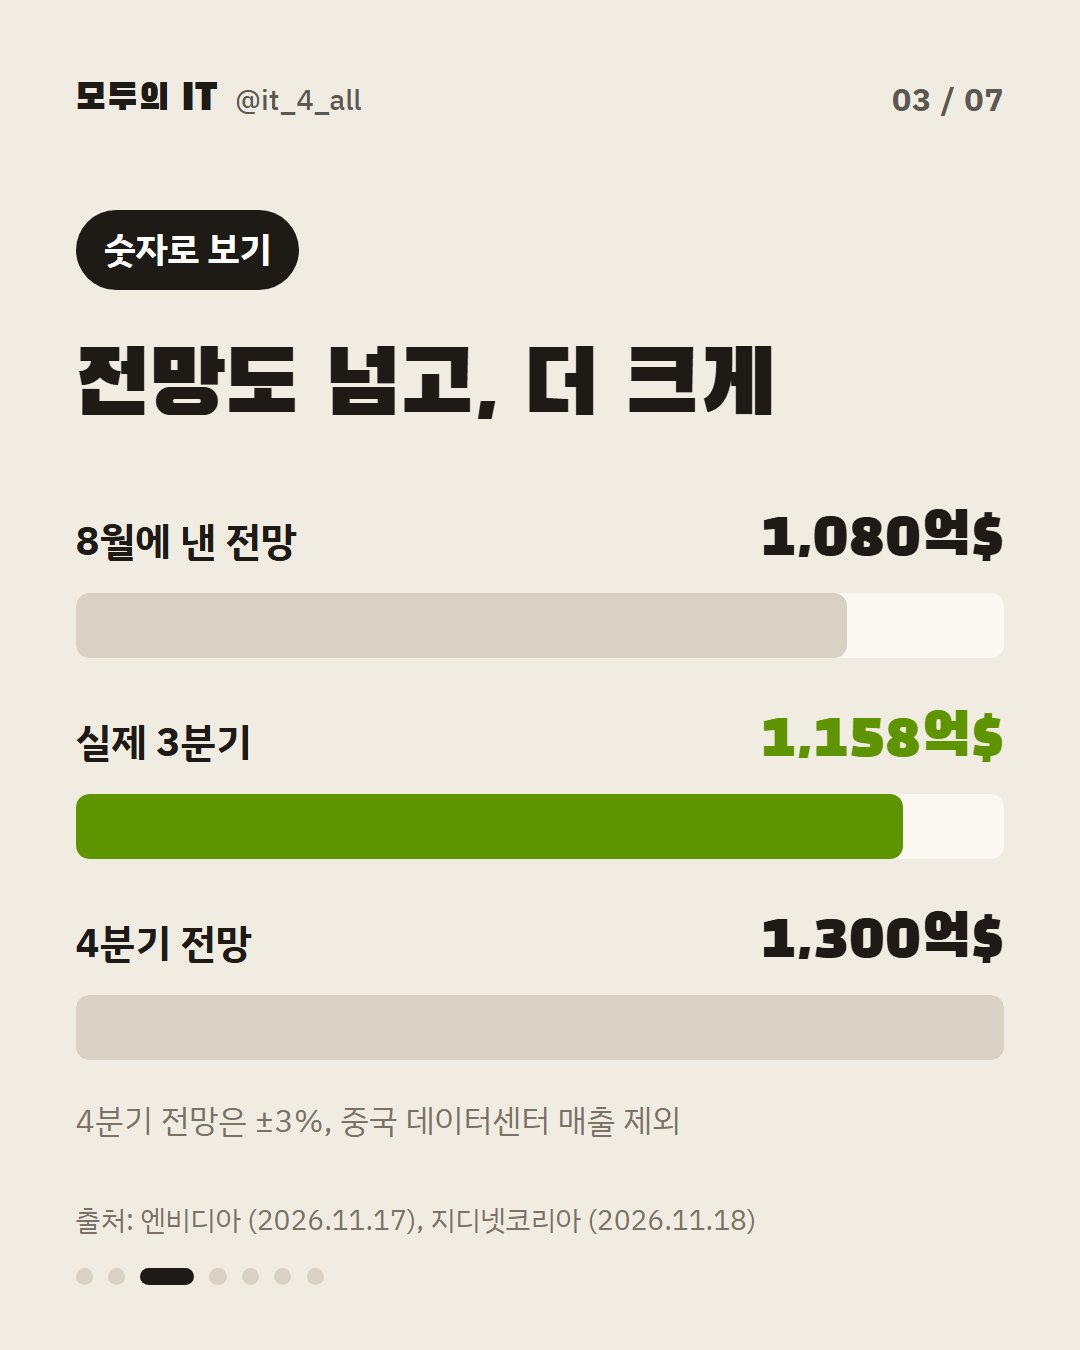 모두의 IT @it_4_all
03 / 07
숫자로 보기
전망도 넘고, 더 크게
8월에 낸 전망 1,080억$
실제 3분기 1,158억$
4분기 전망 1,300억$
4분기 전망은 ±3%, 중국 데이터센터 매출 제외
출처: 엔비디아 (2026.11.17), 지디넷코리아 (2026.11.18)